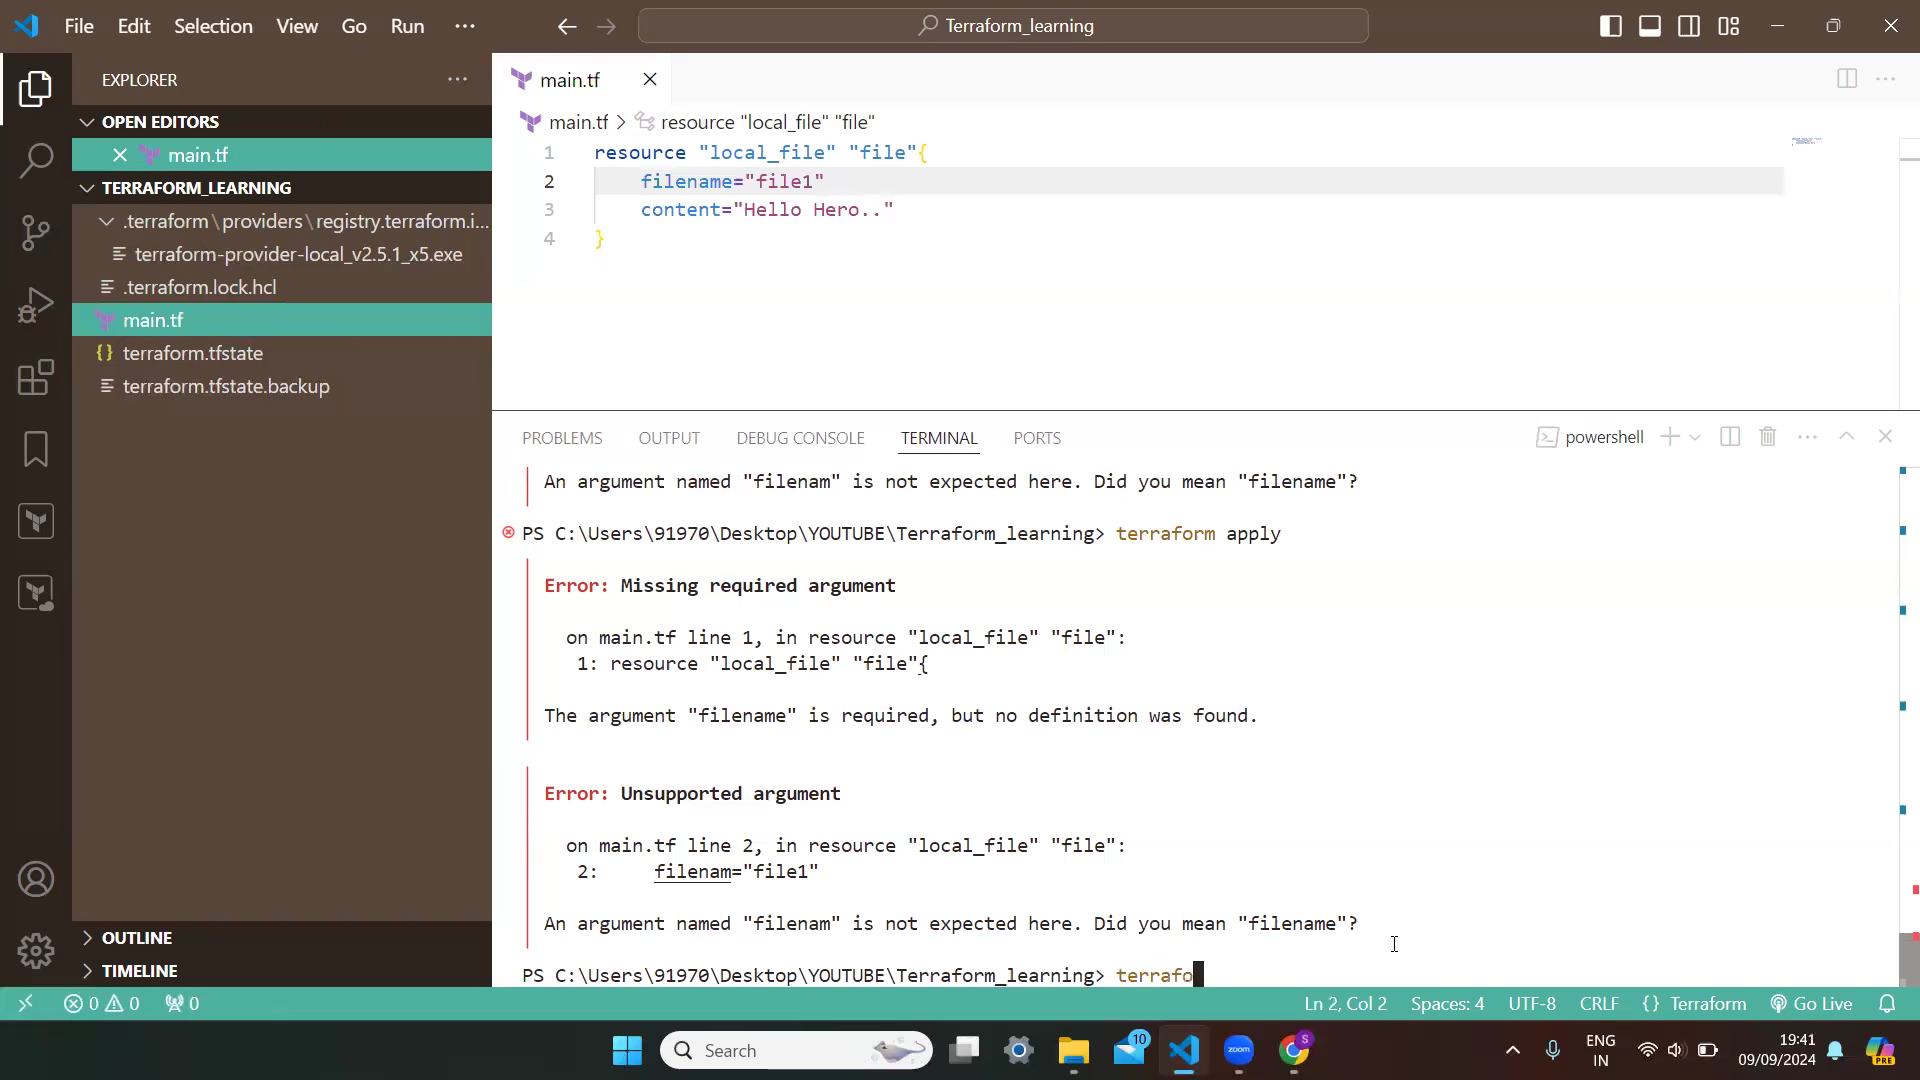 File Edit Selection View Go Run ···
Terraform_learning
EXPLORER
OPEN EDITORS
main.tf
TERRAFORM_LEARNING
.terraform\providers\registry.terraform.i...
terraform-provider-local_v2.5.1_x5.exe
.terraform.lock.hcl
main.tf
terraform.tfstate
terraform.tfstate.backup
OUTLINE
TIMELINE
main.tf
main.tf > resource "local_file" "file"
1 resource "local_file" "file"{
2     filename="file1"
3     content="Hello Hero.."
4 }
PROBLEMS OUTPUT DEBUG CONSOLE TERMINAL PORTS
powershell
An argument named "filenam" is not expected here. Did you mean "filename"?
PS C:\Users\91970\Desktop\YOUTUBE\Terraform_learning> terraform apply
Error: Missing required argument
on main.tf line 1, in resource "local_file" "file":
1: resource "local_file" "file"{
The argument "filename" is required, but no definition was found.
Error: Unsupported argument
on main.tf line 2, in resource "local_file" "file":
2:     filenam="file1"
An argument named "filenam" is not expected here. Did you mean "filename"?
PS C:\Users\91970\Desktop\YOUTUBE\Terraform_learning> terrafo
0 0 0 Ln 2, Col 2 Spaces: 4 UTF-8 CRLF {} Terraform Go Live
Search
10
zoom
S
ENG
IN
19:41
09/09/2024
PRE